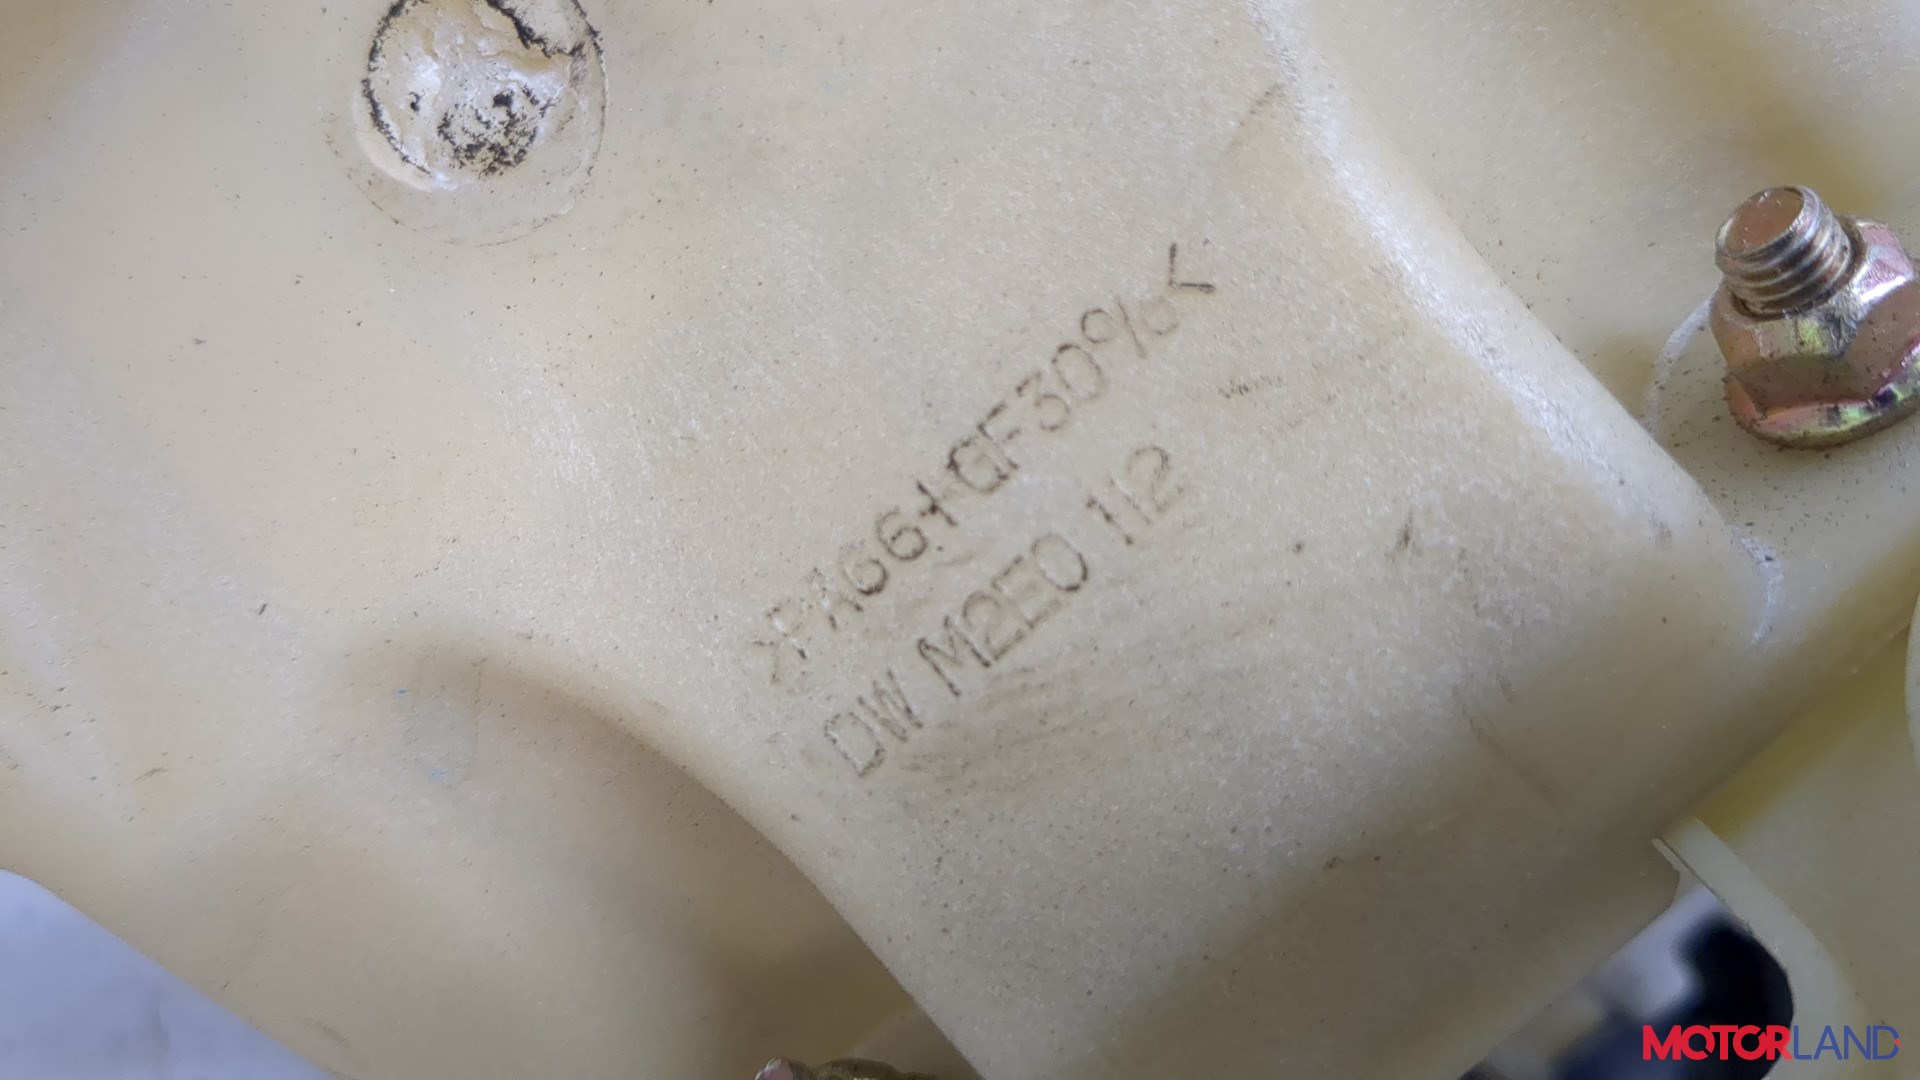 >PA66+GF30%<
DW M2E0 112
MOTORLAND